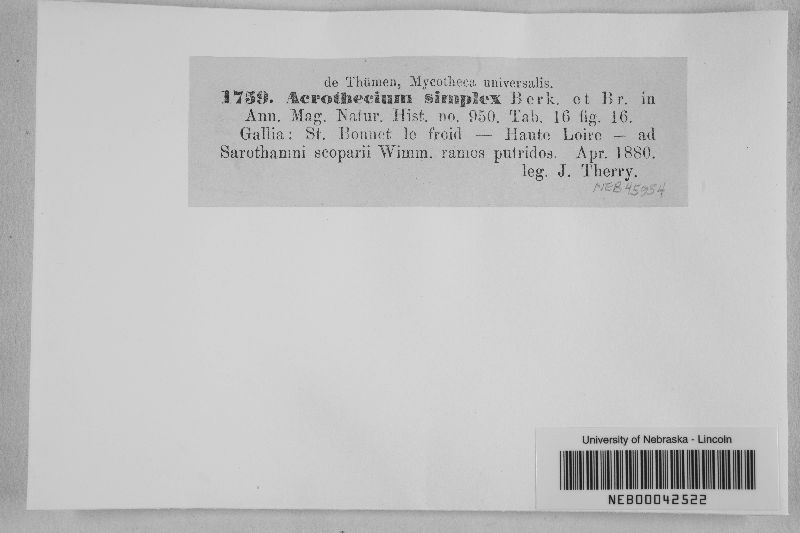 de Thümen, Mycotheca universalis.
1759. Acrothecium simplex Berk. et Br. in
Ann. Mag. Natur. Hist. no. 950. Tab. 16 fig. 16.
Gallia: St. Bonnet le froid — Haute Loire — ad
Sarothamni scoparii Wimm. ramos putridos. Apr. 1880.
leg. J. Therry.
NEB45954
University of Nebraska - Lincoln
NEB00042522